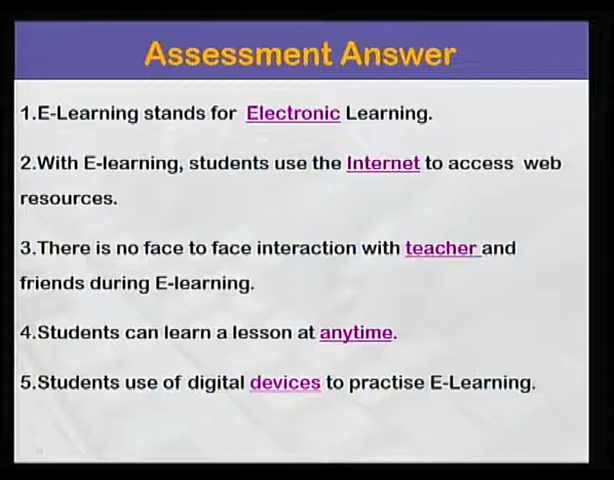 Assessment Answer
1.E-Learning stands for Electronic Learning.
2.With E-learning, students use the Internet to access web
resources.
3.There is no face to face interaction with teacher and
friends during E-learning.
4.Students can learn a lesson at anytime.
5.Students use of digital devices to practise E-Learning.